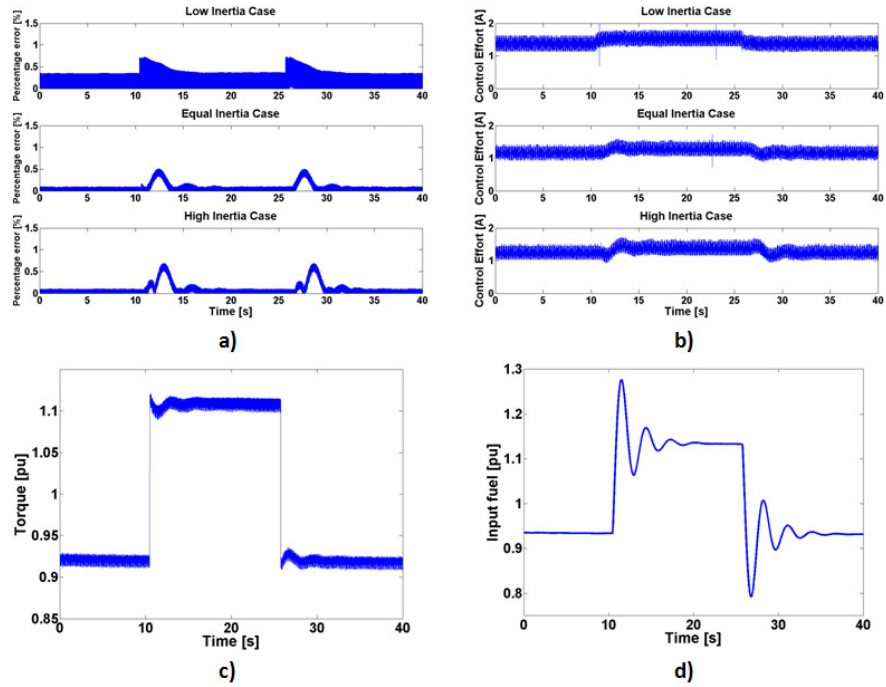 Low Inertia Case
Percentage error [%]
1.5
1
0.5
0
0 5 10 15 20 25 30 35 40
Equal Inertia Case
Percentage error [%]
1.5
1
0.5
0
0 5 10 15 20 25 30 35 40
High Inertia Case
Percentage error [%]
1.5
1
0.5
0
0 5 10 15 20 25 30 35 40
Time [s]
a)
Low Inertia Case
Control Effort [A]
2
1
0
0 5 10 15 20 25 30 35 40
Equal Inertia Case
Control Effort [A]
2
1
0
0 5 10 15 20 25 30 35 40
High Inertia Case
Control Effort [A]
2
1
0
0 5 10 15 20 25 30 35 40
Time [s]
b)
Torque [pu]
1.1
1.05
1
0.95
0.9
0.85
0 10 20 30 40
Time [s]
c)
Input fuel [pu]
1.3
1.2
1.1
1
0.9
0.8
0 10 20 30 40
Time [s]
d)